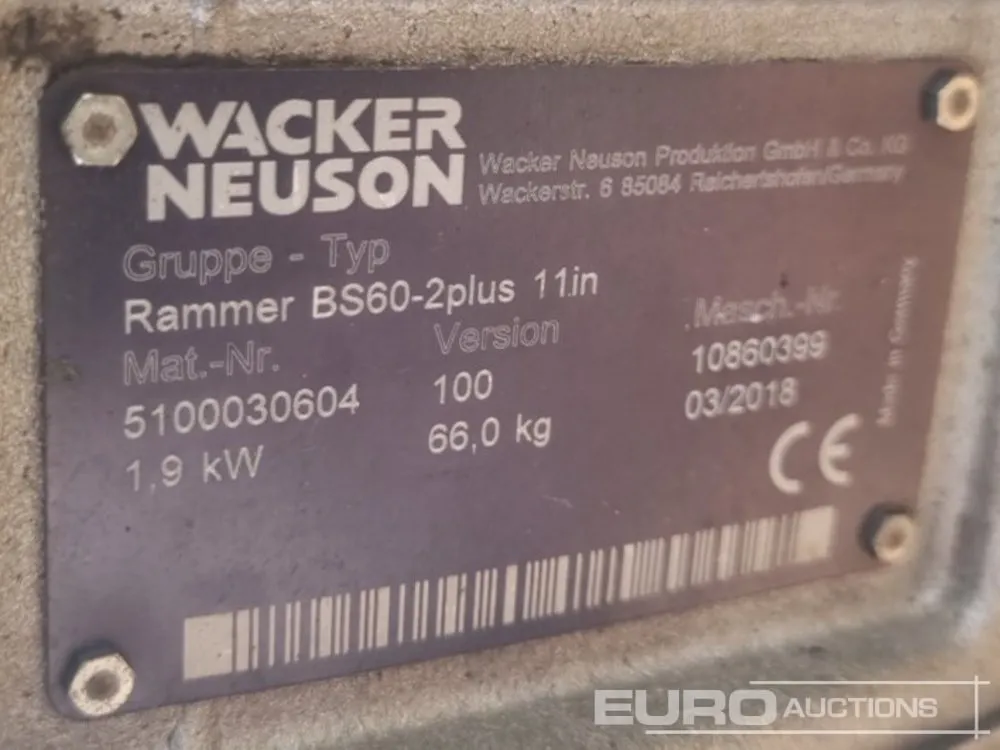 WACKER
NEUSON
Wacker Neuson Produktion GmbH & Co. KG
Wackerstr. 6 85084 Reichertshofen/Germany
Gruppe - Typ
Rammer BS60-2plus 11in
Mat.-Nr. Version Masch.-Nr.
5100030604 100 10860399
1,9 kW 66,0 kg 03/2018
Made in Germany
CE
EURO AUCTIONS